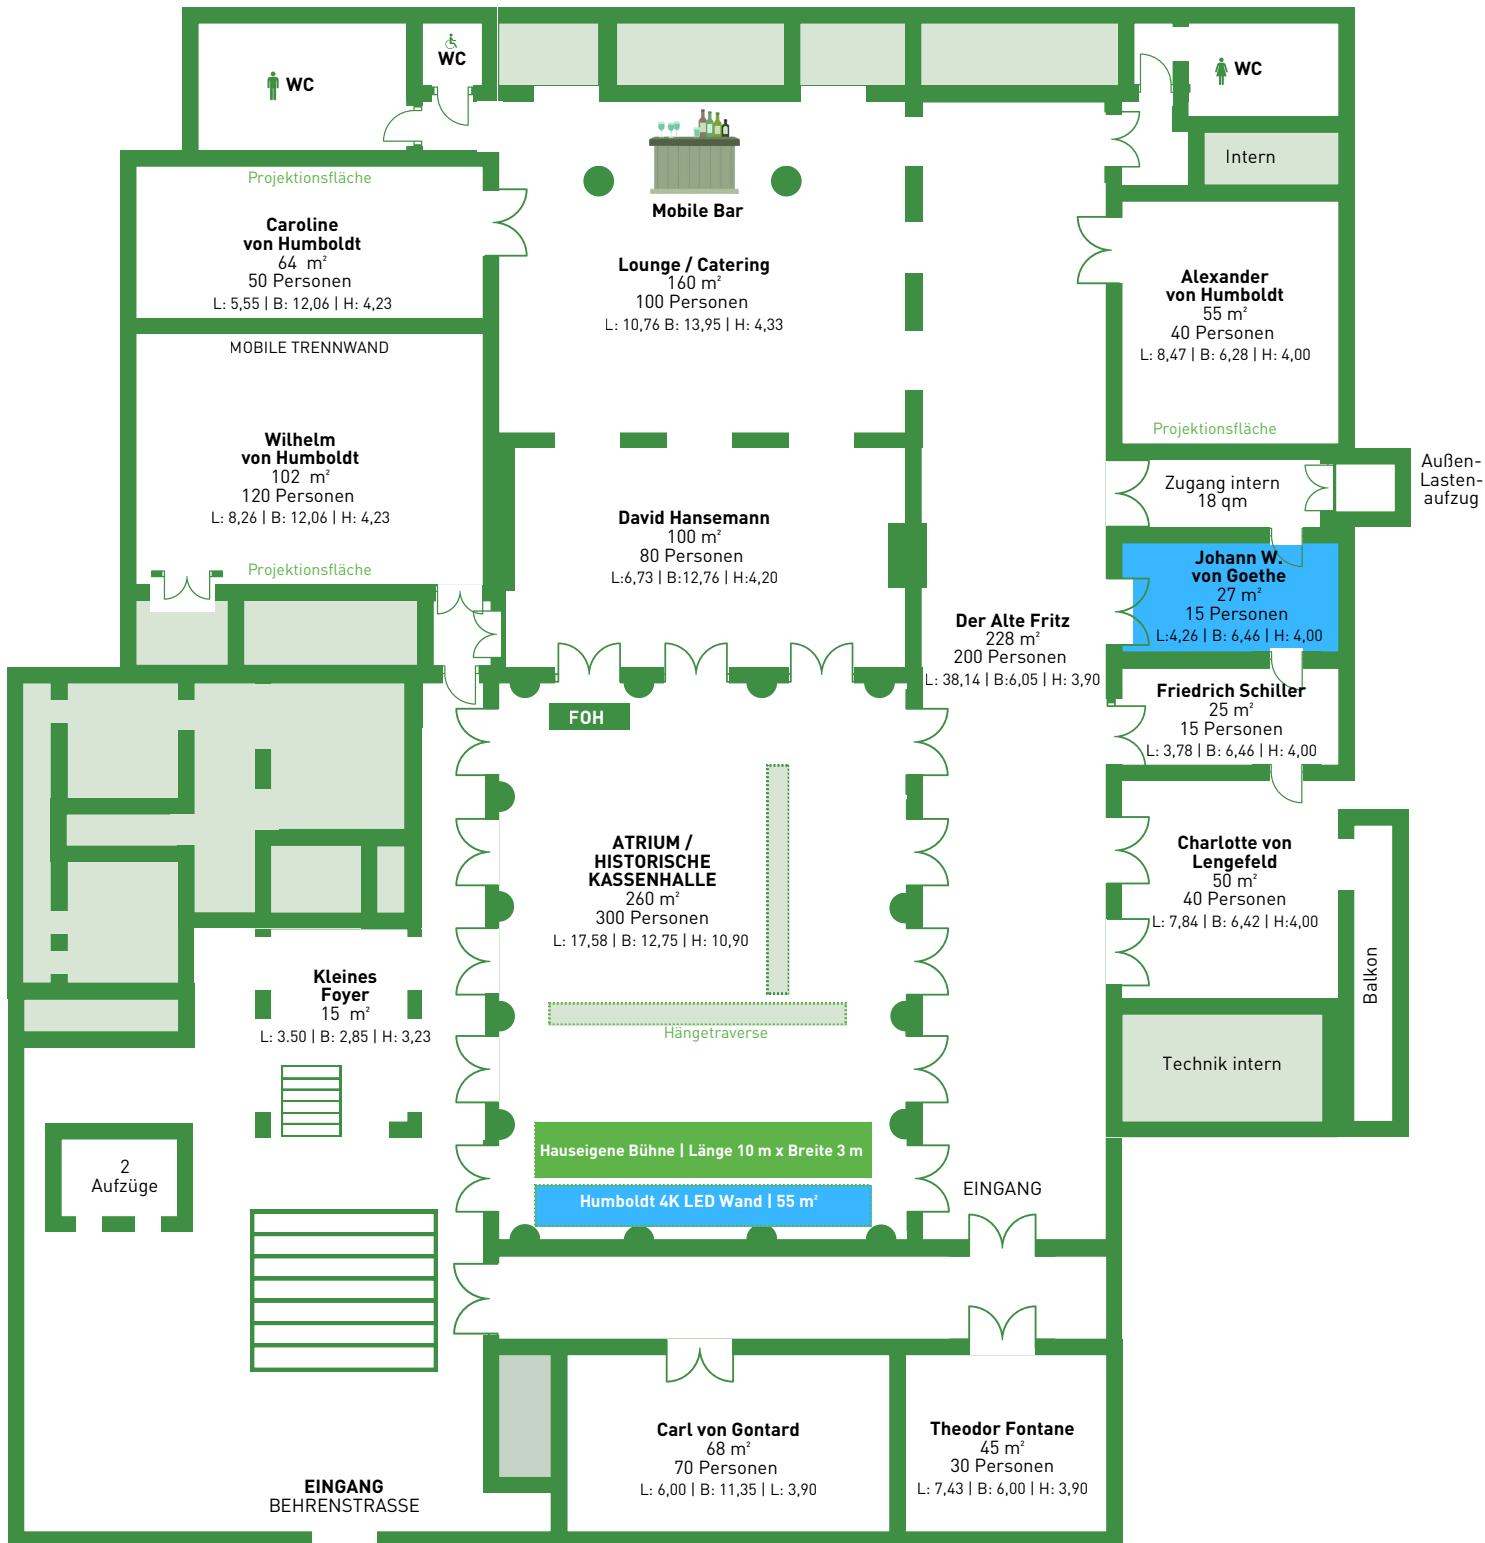 WC
WC
WC
Intern
Projektionsfläche
Caroline
von Humboldt
64 m²
50 Personen
L: 5,55 | B: 12,06 | H: 4,23
Mobile Bar
Lounge / Catering
160 m²
100 Personen
L: 10,76 B: 13,95 | H: 4,33
Alexander
von Humboldt
55 m²
40 Personen
L: 8,47 | B: 6,28 | H: 4,00
Projektionsfläche
MOBILE TRENNWAND
Wilhelm
von Humboldt
102 m²
120 Personen
L: 8,26 | B: 12,06 | H: 4,23
Projektionsfläche
David Hansemann
100 m²
80 Personen
L:6,73 | B:12,76 | H:4,20
Zugang intern
18 qm
Außen-
Lasten-
aufzug
Johann W.
von Goethe
27 m²
15 Personen
L:4,26 | B: 6,46 | H: 4,00
Der Alte Fritz
228 m²
200 Personen
L: 38,14 | B:6,05 | H: 3,90
Friedrich Schiller
25 m²
15 Personen
L: 3,78 | B: 6,46 | H: 4,00
FOH
ATRIUM /
HISTORISCHE
KASSENHALLE
260 m²
300 Personen
L: 17,58 | B: 12,75 | H: 10,90
Hängetraverse
Charlotte von
Lengefeld
50 m²
40 Personen
L: 7,84 | B: 6,42 | H:4,00
Balkon
Kleines
Foyer
15 m²
L: 3.50 | B: 2,85 | H: 3,23
Technik intern
2
Aufzüge
Hauseigene Bühne | Länge 10 m x Breite 3 m
Humboldt 4K LED Wand | 55 m²
EINGANG
Carl von Gontard
68 m²
70 Personen
L: 6,00 | B: 11,35 | L: 3,90
Theodor Fontane
45 m²
30 Personen
L: 7,43 | B: 6,00 | H: 3,90
EINGANG
BEHRENSTRASSE